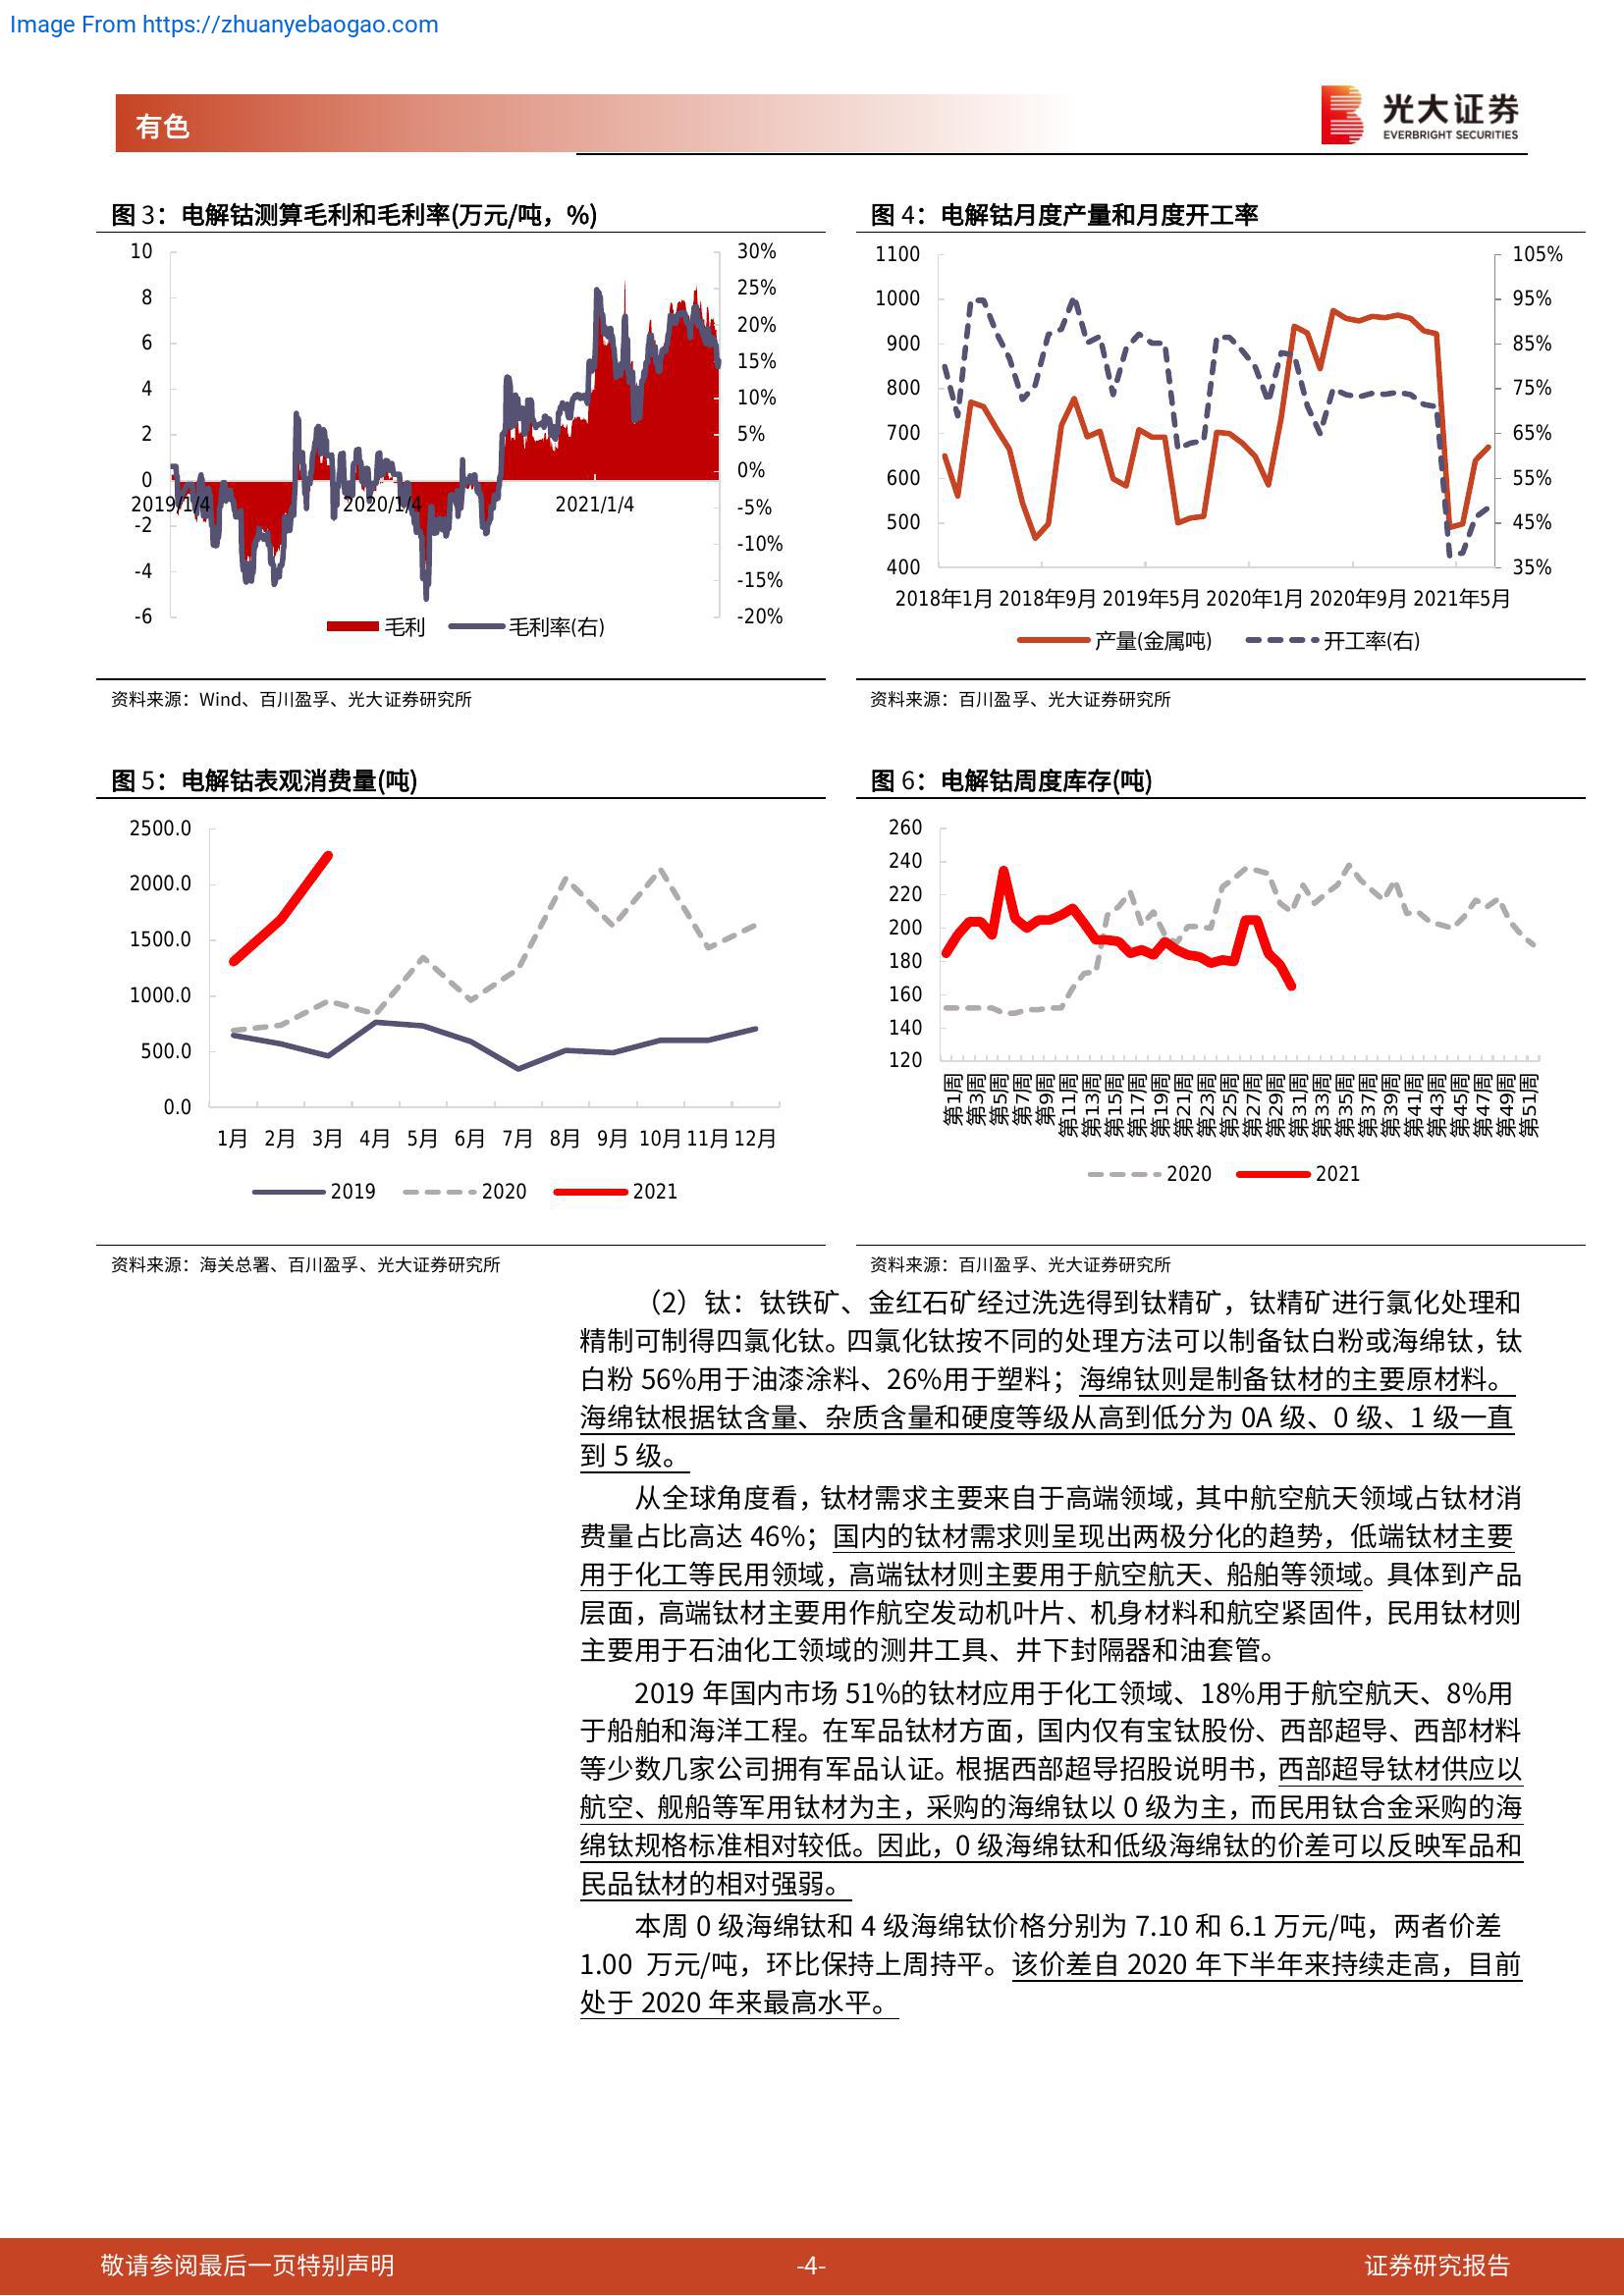 Image From https://zhuanyebaogao.com
有色
光大证券
EVERBRIGHT SECURITIES
图 3：电解钴测算毛利和毛利率(万元/吨，%)
10
8
6
4
2
0
-2
-4
-6
30%
25%
20%
15%
10%
5%
0%
-5%
-10%
-15%
-20%
2019/1/4 2020/1/4 2021/1/4
毛利 毛利率(右)
资料来源：Wind、百川盈孚、光大证券研究所
图 4：电解钴月度产量和月度开工率
1100
1000
900
800
700
600
500
400
105%
95%
85%
75%
65%
55%
45%
35%
2018年1月 2018年9月 2019年5月 2020年1月 2020年9月 2021年5月
产量(金属吨) 开工率(右)
资料来源：百川盈孚、光大证券研究所
图 5：电解钴表观消费量(吨)
2500.0
2000.0
1500.0
1000.0
500.0
0.0
1月 2月 3月 4月 5月 6月 7月 8月 9月 10月 11月 12月
2019 2020 2021
资料来源：海关总署、百川盈孚、光大证券研究所
图 6：电解钴周度库存(吨)
260
240
220
200
180
160
140
120
第1周 第3周 第5周 第7周 第9周 第11周 第13周 第15周 第17周 第19周 第21周 第23周 第25周 第27周 第29周 第31周 第33周 第35周 第37周 第39周 第41周 第43周 第45周 第47周 第49周 第51周
2020 2021
资料来源：百川盈孚、光大证券研究所
（2）钛：钛铁矿、金红石矿经过洗选得到钛精矿，钛精矿进行氯化处理和
精制可制得四氯化钛。四氯化钛按不同的处理方法可以制备钛白粉或海绵钛，钛
白粉 56%用于油漆涂料、26%用于塑料；海绵钛则是制备钛材的主要原材料。
海绵钛根据钛含量、杂质含量和硬度等级从高到低分为 0A 级、0 级、1 级一直
到 5 级。
从全球角度看，钛材需求主要来自于高端领域，其中航空航天领域占钛材消
费量占比高达 46%；国内的钛材需求则呈现出两极分化的趋势，低端钛材主要
用于化工等民用领域，高端钛材则主要用于航空航天、船舶等领域。具体到产品
层面，高端钛材主要用作航空发动机叶片、机身材料和航空紧固件，民用钛材则
主要用于石油化工领域的测井工具、井下封隔器和油套管。
2019 年国内市场 51%的钛材应用于化工领域、18%用于航空航天、8%用
于船舶和海洋工程。在军品钛材方面，国内仅有宝钛股份、西部超导、西部材料
等少数几家公司拥有军品认证。根据西部超导招股说明书，西部超导钛材供应以
航空、舰船等军用钛材为主，采购的海绵钛以 0 级为主，而民用钛合金采购的海
绵钛规格标准相对较低。因此，0 级海绵钛和低级海绵钛的价差可以反映军品和
民品钛材的相对强弱。
本周 0 级海绵钛和 4 级海绵钛价格分别为 7.10 和 6.1 万元/吨，两者价差
1.00 万元/吨，环比保持上周持平。该价差自 2020 年下半年来持续走高，目前
处于 2020 年来最高水平。
敬请参阅最后一页特别声明
-4-
证券研究报告